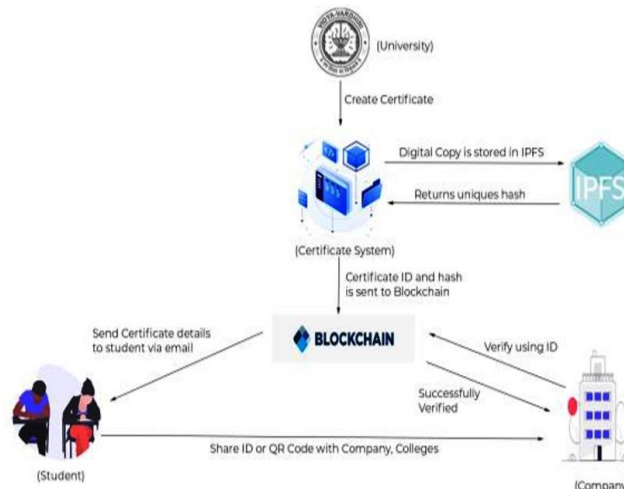 VIDYA-VARDHINI
(University)
Create Certificate
Digital Copy is stored in IPFS
IPFS
Returns uniques hash
(Certificate System)
Certificate ID and hash
is sent to Blockchain
Send Certificate details
to student via email
BLOCKCHAIN
Verify using ID
Successfully
Verified
Share ID or QR Code with Company, Colleges
(Student)
(Company